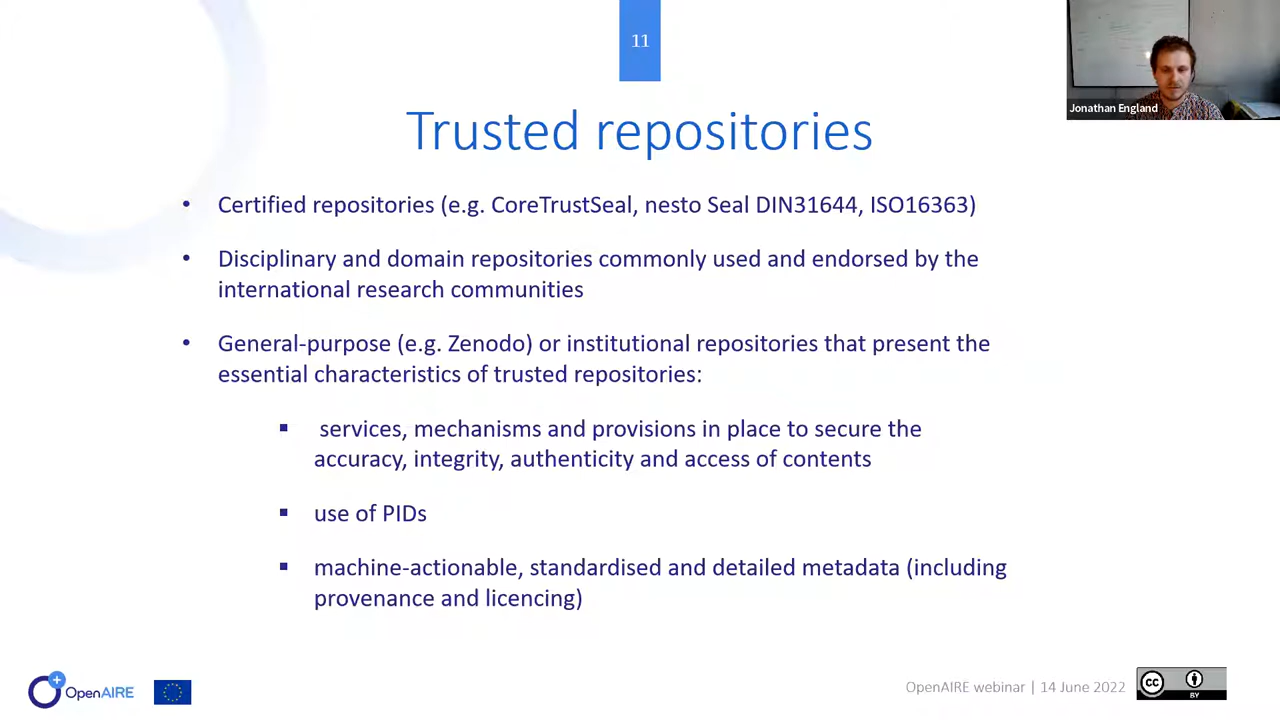 11
Jonathan England
Trusted repositories
• Certified repositories (e.g. CoreTrustSeal, nesto Seal DIN31644, ISO16363)
• Disciplinary and domain repositories commonly used and endorsed by the
international research communities
• General-purpose (e.g. Zenodo) or institutional repositories that present the
essential characteristics of trusted repositories:
▪ services, mechanisms and provisions in place to secure the
accuracy, integrity, authenticity and access of contents
▪ use of PIDs
▪ machine-actionable, standardised and detailed metadata (including
provenance and licencing)
OpenAIRE
OpenAIRE webinar | 14 June 2022
CC BY